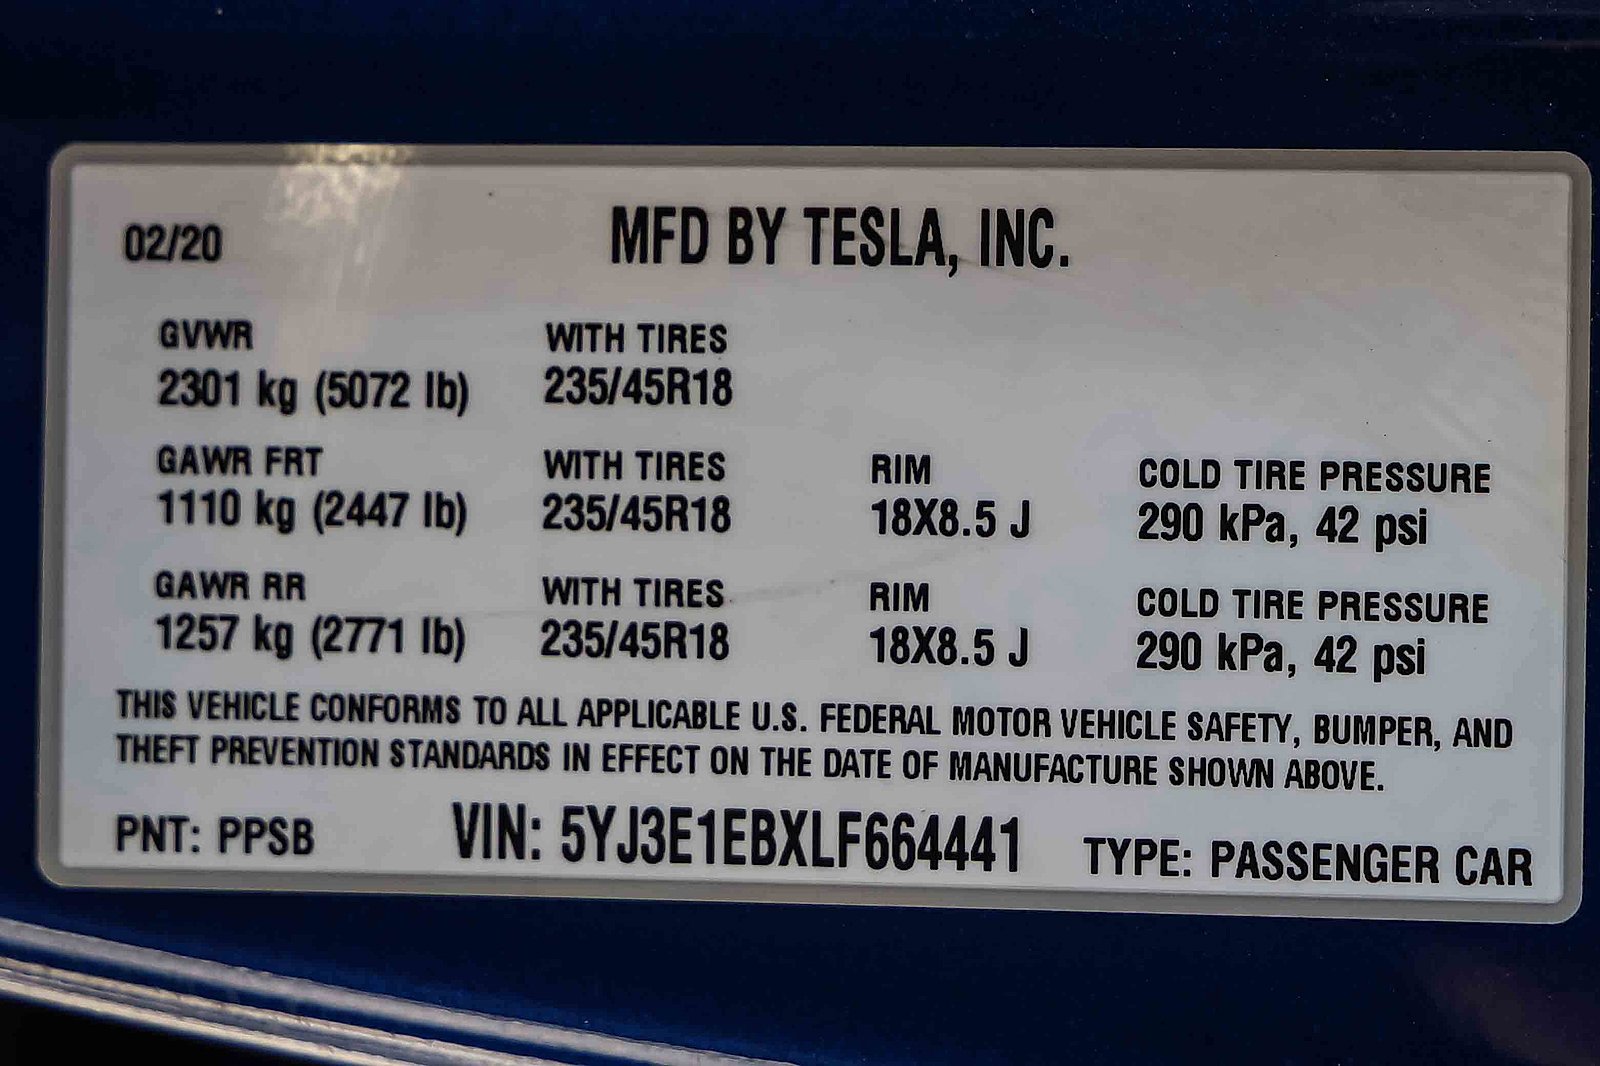 02/20 MFD BY TESLA, INC.
GVWR WITH TIRES
2301 kg (5072 lb) 235/45R18
GAWR FRT WITH TIRES RIM COLD TIRE PRESSURE
1110 kg (2447 lb) 235/45R18 18X8.5 J 290 kPa, 42 psi
GAWR RR WITH TIRES RIM COLD TIRE PRESSURE
1257 kg (2771 lb) 235/45R18 18X8.5 J 290 kPa, 42 psi
THIS VEHICLE CONFORMS TO ALL APPLICABLE U.S. FEDERAL MOTOR VEHICLE SAFETY, BUMPER, AND
THEFT PREVENTION STANDARDS IN EFFECT ON THE DATE OF MANUFACTURE SHOWN ABOVE.
PNT: PPSB VIN: 5YJ3E1EBXLF664441 TYPE: PASSENGER CAR